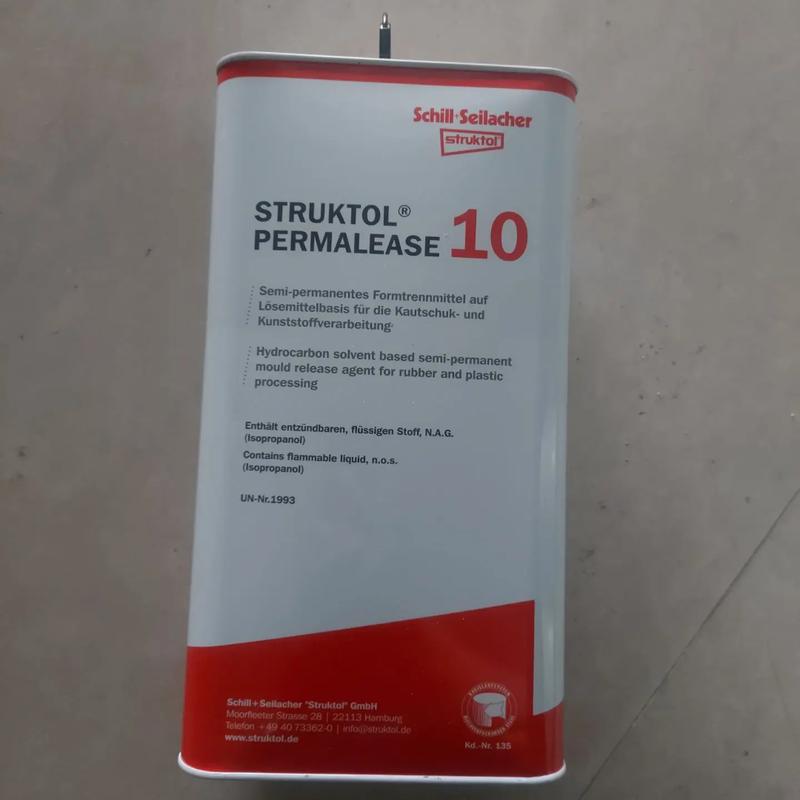 Schill+Seilacher
struktol
STRUKTOL®
PERMALEASE 10
Semi-permanentes Formtrennmittel auf
Lösemittelbasis für die Kautschuk- und
Kunststoffverarbeitung
Hydrocarbon solvent based semi-permanent
mould release agent for rubber and plastic
processing
Enthält entzündbaren, flüssigen Stoff, N.A.G.
(Isopropanol)
Contains flammable liquid, n.o.s.
(Isopropanol)
UN-Nr.1993
Schill+Seilacher "Struktol" GmbH
Moorfleeter Strasse 28 | 22113 Hamburg
Telefon +49 40 73362-0 | info@struktol.de
www.struktol.de
Kd.-Nr. 135